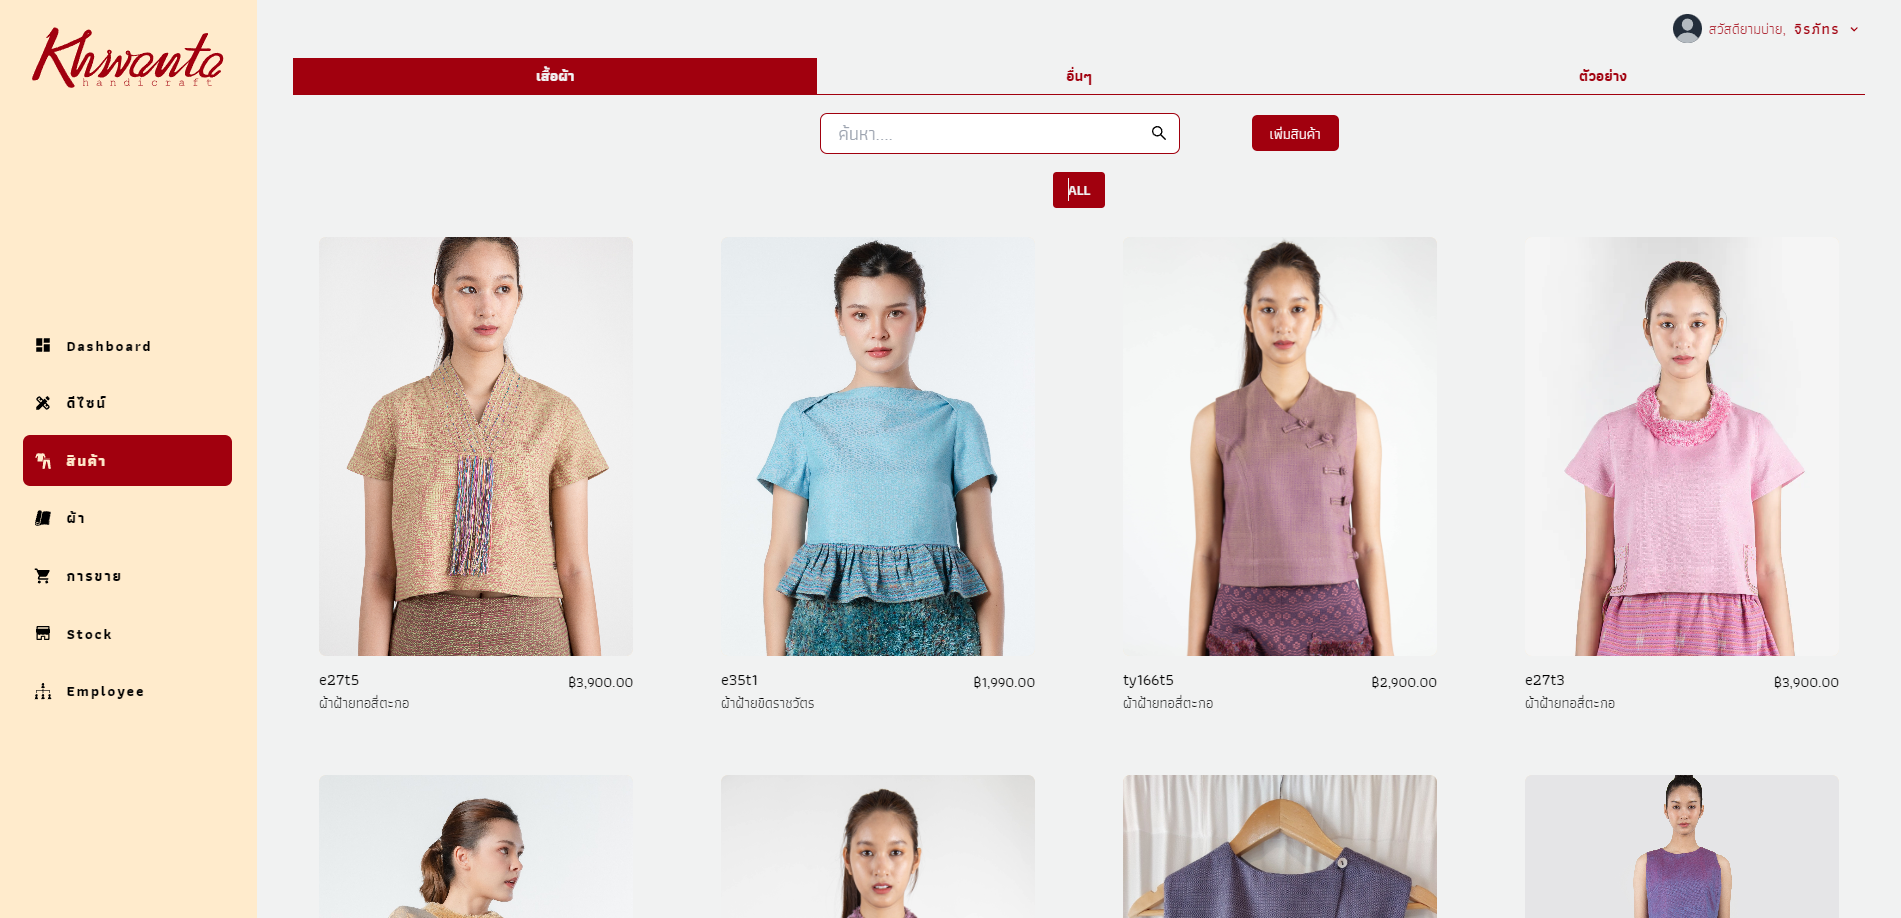 Khwanta
handicraft
สวัสดียามบ่าย, จิรภัทร
เสื้อผ้า
อื่นๆ
ตัวอย่าง
ค้นหา....
เพิ่มสินค้า
ALL
Dashboard
ดีไซน์
สินค้า
ผ้า
การขาย
Stock
Employee
e27t5
฿3,900.00
ผ้าฝ้ายทอสี่ตะกอ
e35t1
฿1,990.00
ผ้าฝ้ายขิดราชวัตร
ty166t5
฿2,900.00
ผ้าฝ้ายทอสี่ตะกอ
e27t3
฿3,900.00
ผ้าฝ้ายทอสี่ตะกอ